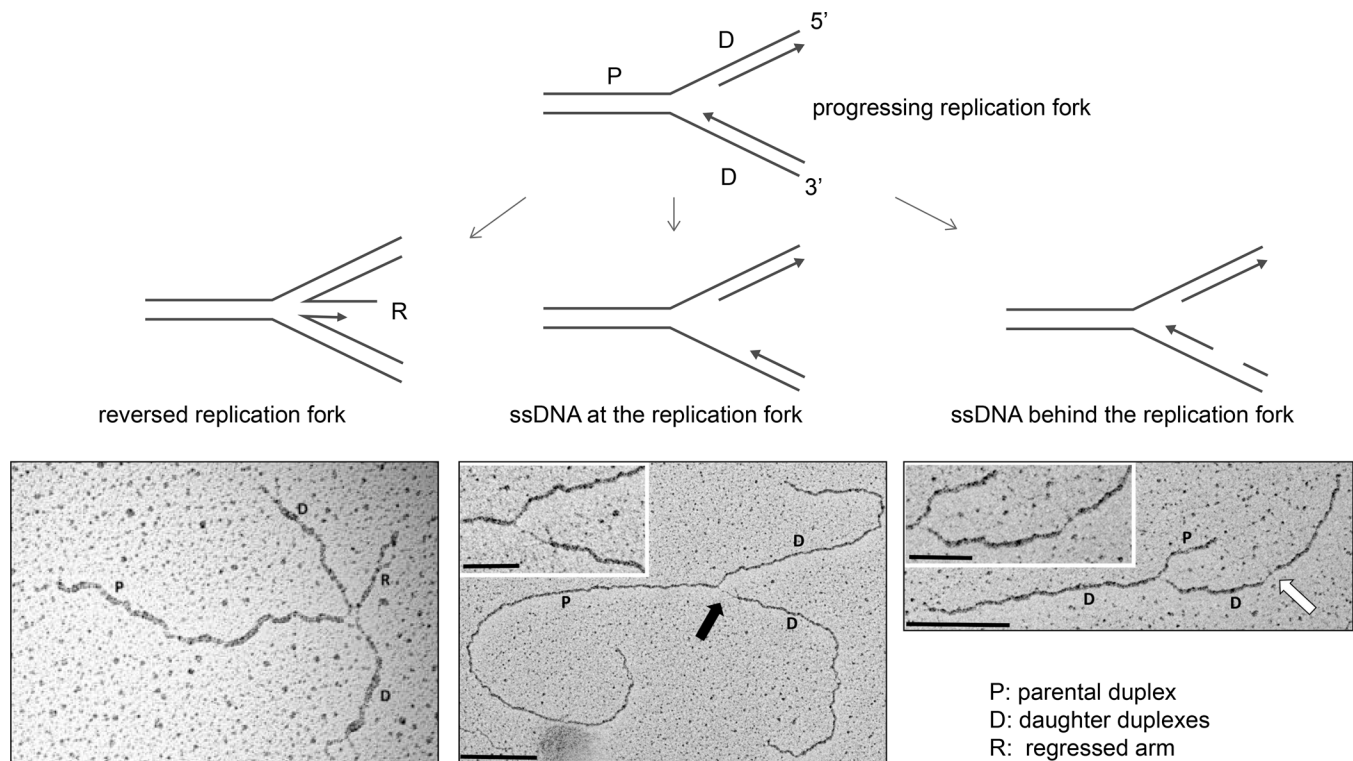 5’
D
P
progressing replication fork
D
3’
R
reversed replication fork
ssDNA at the replication fork
ssDNA behind the replication fork
D
R
P
D
D
P
D
P
D
D
P: parental duplex
D: daughter duplexes
R: regressed arm